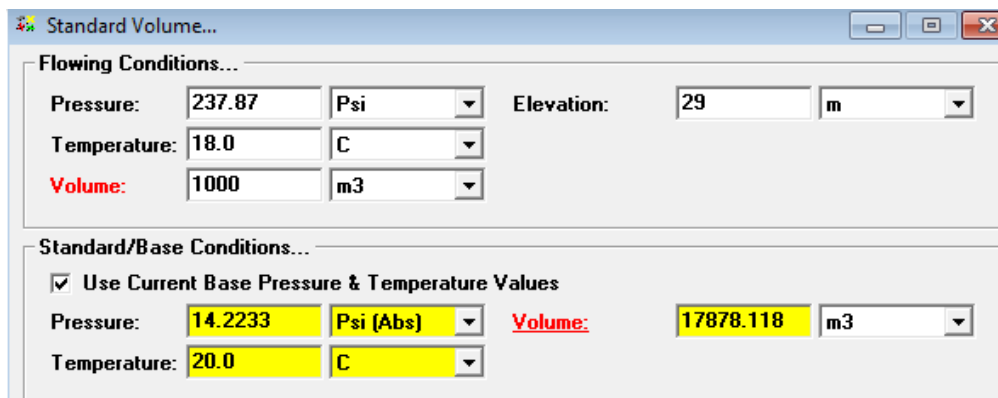 Standard Volume...
Flowing Conditions...
Pressure: 237.87 Psi Elevation: 29 m
Temperature: 18.0 C
Volume: 1000 m3
Standard/Base Conditions...
Use Current Base Pressure & Temperature Values
Pressure: 14.2233 Psi (Abs) Volume: 17878.118 m3
Temperature: 20.0 C